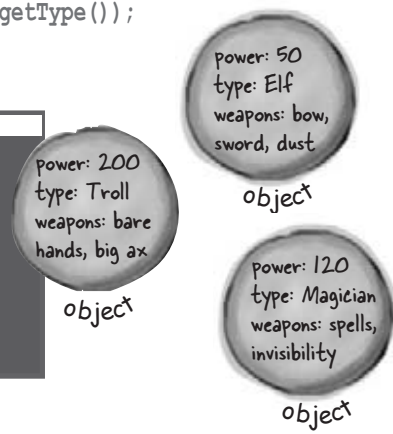 getType());
power: 50
type: Elf
weapons: bow,
sword, dust
object
power: 200
type: Troll
weapons: bare
hands, big ax
object
power: 120
type: Magician
weapons: spells,
invisibility
object